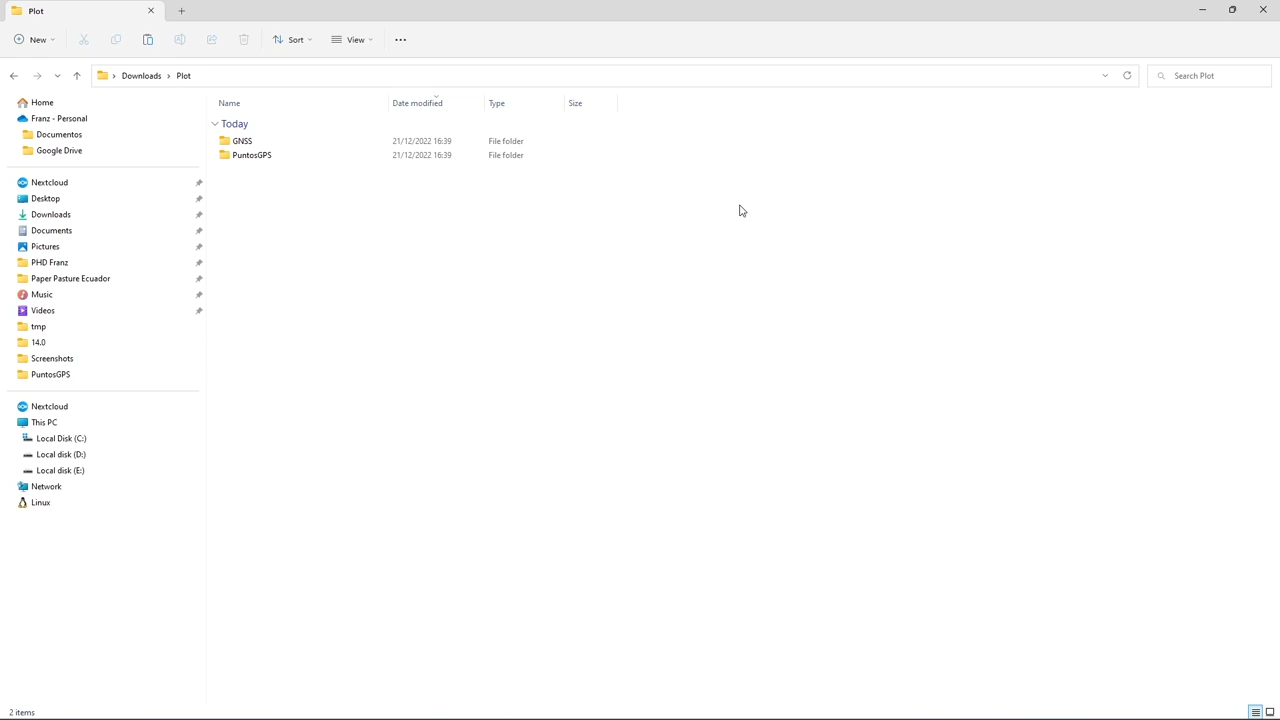 Plot
New
Sort
View
Downloads
Plot
Search Plot
Home
Franz - Personal
Documentos
Google Drive
Nextcloud
Desktop
Downloads
Documents
Pictures
PHD Franz
Paper Pasture Ecuador
Music
Videos
tmp
14.0
Screenshots
PuntosGPS
Nextcloud
This PC
Local Disk (C:)
Local disk (D:)
Local disk (E:)
Network
Linux
Name Date modified Type Size
Today
GNSS 21/12/2022 16:39 File folder
PuntosGPS 21/12/2022 16:39 File folder
2 items